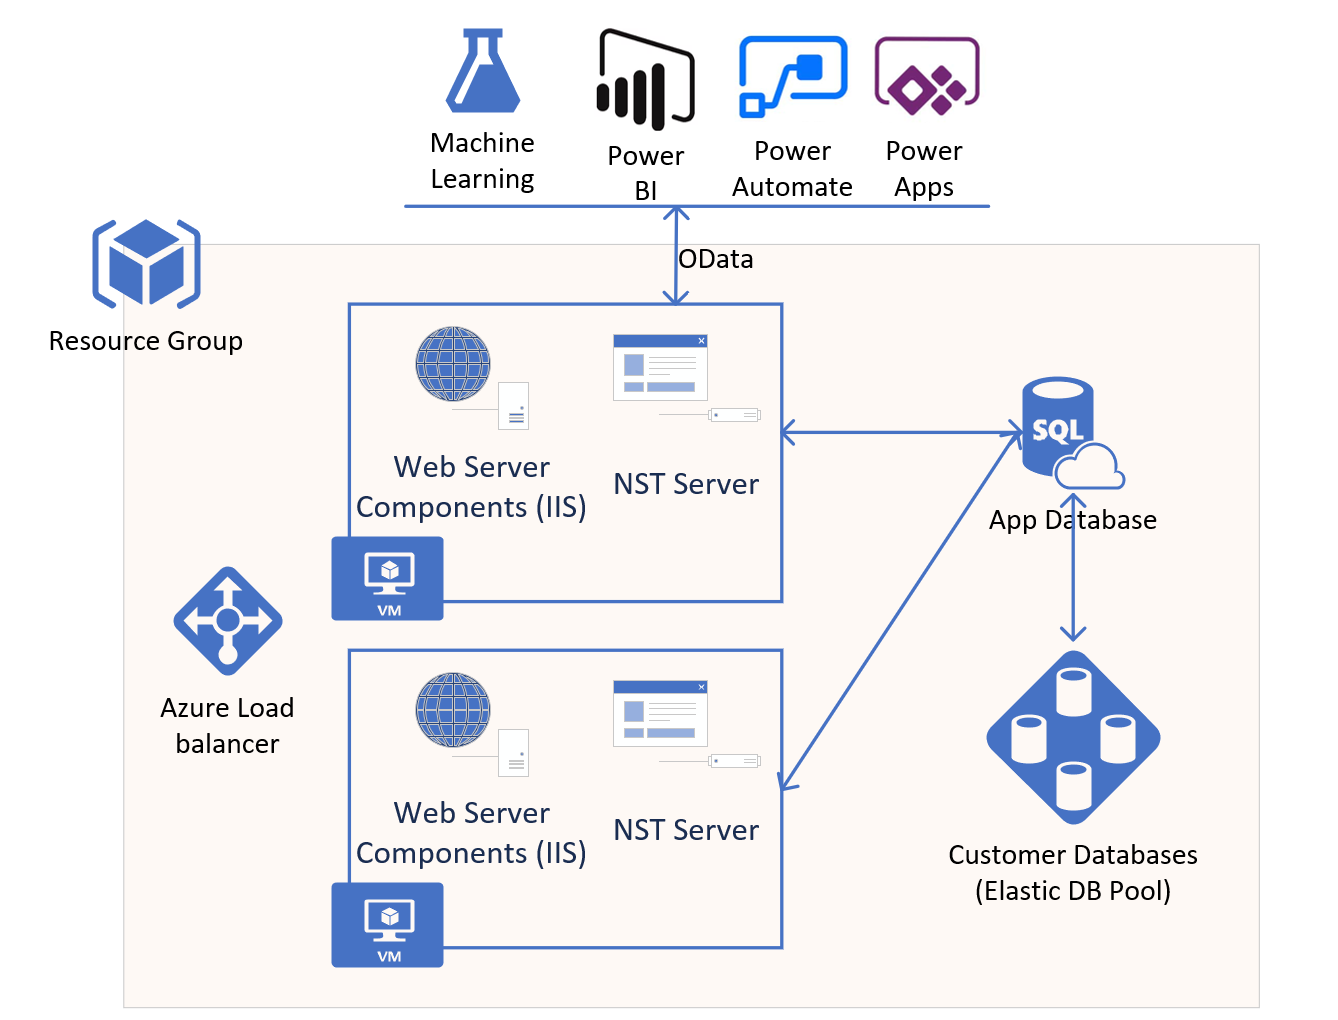 Machine
Learning
Power
BI
Power
Automate
Power
Apps
OData
Resource Group
Web Server
Components (IIS)
NST Server
VM
SQL
App Database
Azure Load
balancer
Web Server
Components (IIS)
NST Server
VM
Customer Databases
(Elastic DB Pool)